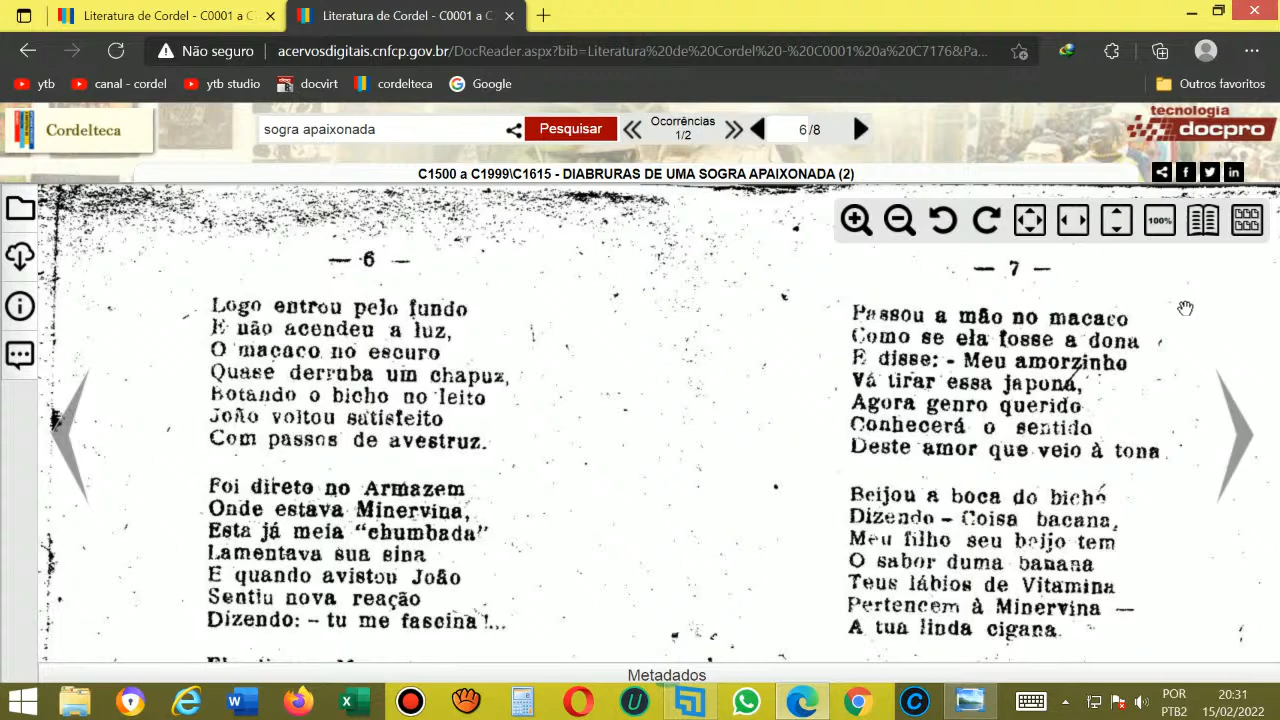 Literatura de Cordel - C0001 a C
Literatura de Cordel - C0001 a C
Não seguro
acervosdigitais.cnfcp.gov.br/DocReader.aspx?bib=Literatura%20de%20Cordel%20-%20C0001%20a%20C7176&Pa...
ytb
canal - cordel
ytb studio
docvirt
cordelteca
Google
Outros favoritos
Cordelteca
sogra apaixonada
Pesquisar
Ocorrências
1/2
6/8
tecnologia
docpro
C1500 a C1999\C1615 - DIABRURAS DE UMA SOGRA APAIXONADA (2)
100%
— 6 —
Logo entrou pelo fundo
E não acendeu a luz,
O macaco no escuro
Quase derruba um chapuz,
Botando o bicho no leito
João voltou satisfeito
Com passos de avestruz.
Foi direto no Armazem
Onde estava Minervina,
Esta já meia “chumbada”
Lamentava sua sina
E quando avistou João
Sentiu nova reação
Dizendo: - tu me fascina!...
— 7 —
Passou a mão no macaco
Como se ela fosse a dona
E disse: - Meu amorzinho
Vá tirar essa japona,
Agora genro querido
Conhecerá o sentido
Deste amor que veio à tona
Beijou a boca do bicho
Dizendo - Coisa bacana,
Meu filho seu beijo tem
O sabor duma banana
Teus lábios de Vitamina
Pertencem à Minervina —
A tua linda cigana.
Metadados
POR
PTB2
20:31
15/02/2022